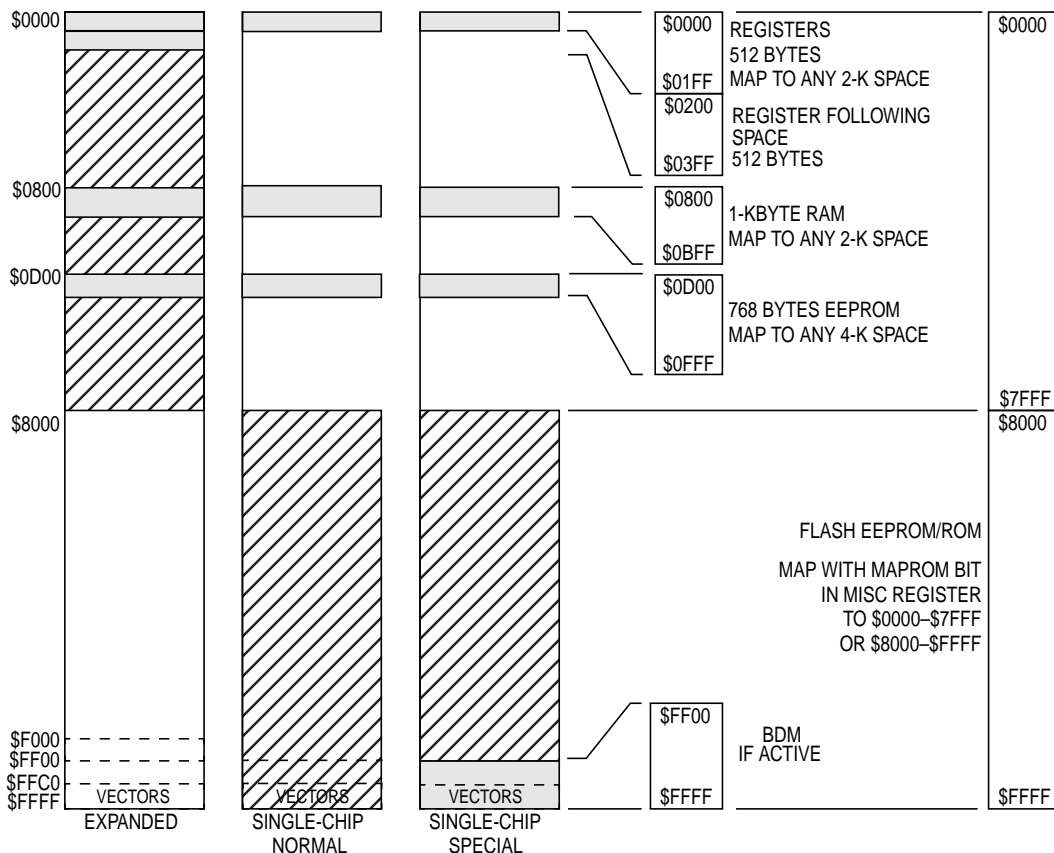 $0000
$0800
$0D00
$8000
$F000
$FF00
$FFC0
$FFFF
VECTORS
EXPANDED
VECTORS
SINGLE-CHIP
NORMAL
VECTORS
SINGLE-CHIP
SPECIAL
$0000
$01FF
REGISTERS
512 BYTES
MAP TO ANY 2-K SPACE
$0200
$03FF
REGISTER FOLLOWING
SPACE
512 BYTES
$0800
$0BFF
1-KBYTE RAM
MAP TO ANY 2-K SPACE
$0D00
$0FFF
768 BYTES EEPROM
MAP TO ANY 4-K SPACE
FLASH EEPROM/ROM
MAP WITH MAPROM BIT
IN MISC REGISTER
TO $0000–$7FFF
OR $8000–$FFFF
$FF00
$FFFF
BDM
IF ACTIVE
$0000
$7FFF
$8000
$FFFF